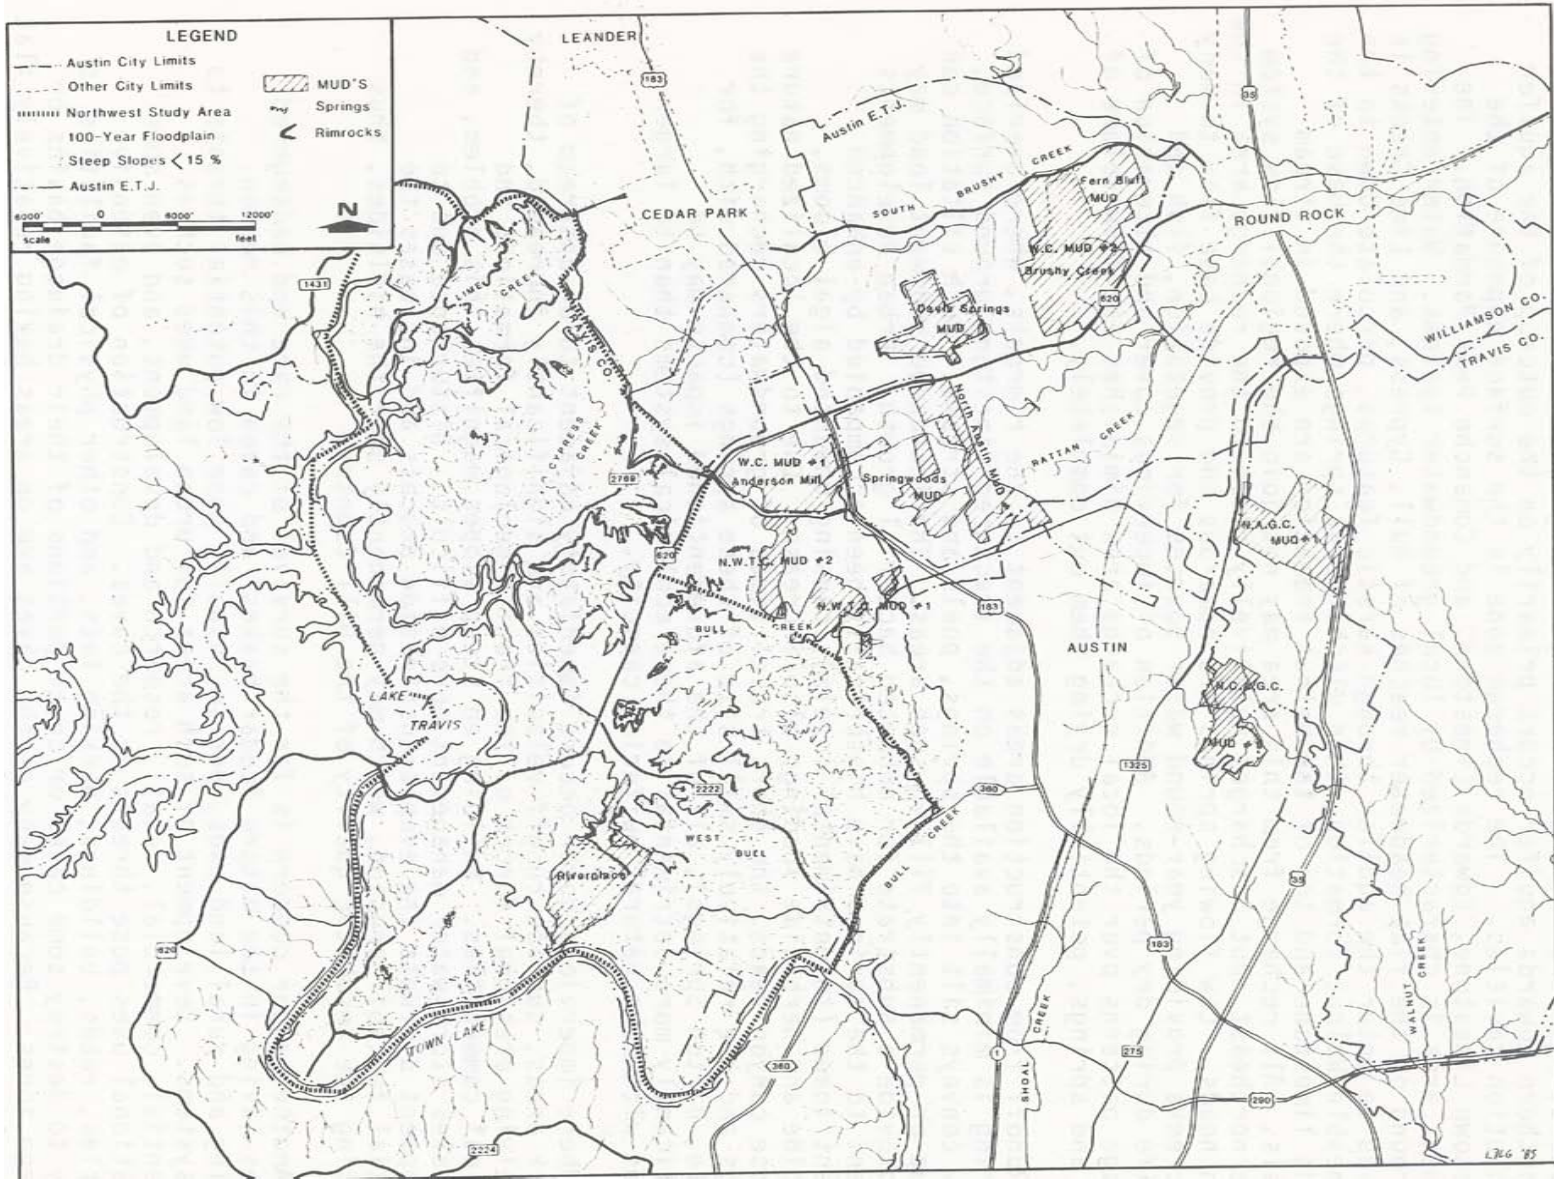 LEGEND
Austin City Limits
Other City Limits
Northwest Study Area
100-Year Floodplain
Steep Slopes < 15 %
Austin E.T.J.
MUD'S
Springs
Rimrocks
6000' 0 6000' 12000'
scale feet
N
LEANDER
183
35
Austin E.T.J.
SOUTH BRUSHY CREEK
Fern Bluff
MUD
CEDAR PARK
ROUND ROCK
W.C. MUD #2
Brushy Creek
1431
LIME CREEK
620
Davis Springs
MUD
TRAVIS CO.
WILLIAMSON CO.
TRAVIS CO.
North Austin MUD
RATTAN CREEK
CYPRESS
CREEK
2769
W.C. MUD #1
Anderson Mill
Springwoods
MUD
N.A.G.C.
MUD #1
620
N.W.T.C. MUD #2
N.W.T.C. MUD #1
183
BULL CREEK
AUSTIN
LAKE
TRAVIS
N.C.A.G.C.
MUD
1325
360
2222
WEST
BULL
BULL CREEK
Riverplace
35
620
183
WALNUT CREEK
TOWN LAKE
SHOAL CREEK
1
275
360
290
2224
'85